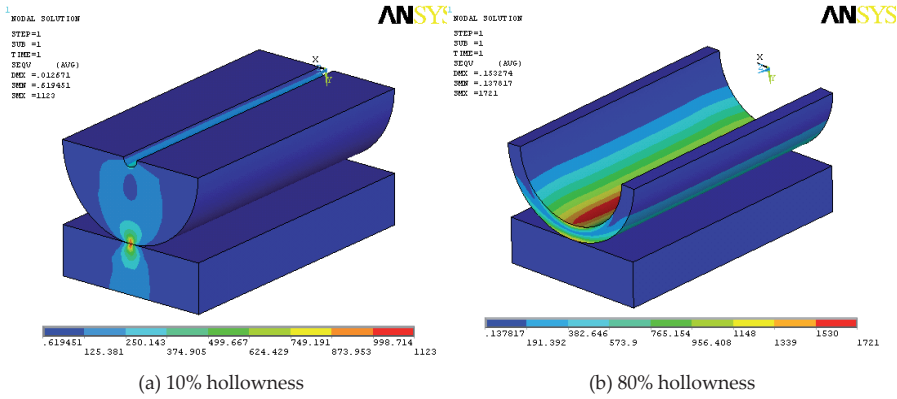 1
NODAL SOLUTION
STEP=1
SUB =1
TIME=1
SEQV (AVG)
DMX =.012671
SMN =.619451
SMX =1123
ANSYS
X
Y
.619451
125.381
250.143
374.905
499.667
624.429
749.191
873.953
998.714
1123
(a) 10% hollowness
1
NODAL SOLUTION
STEP=1
SUB =1
TIME=1
SEQV (AVG)
DMX =.153274
SMN =.137817
SMX =1721
ANSYS
X
Y
.137817
191.392
382.646
573.9
765.154
956.408
1148
1339
1530
1721
(b) 80% hollowness